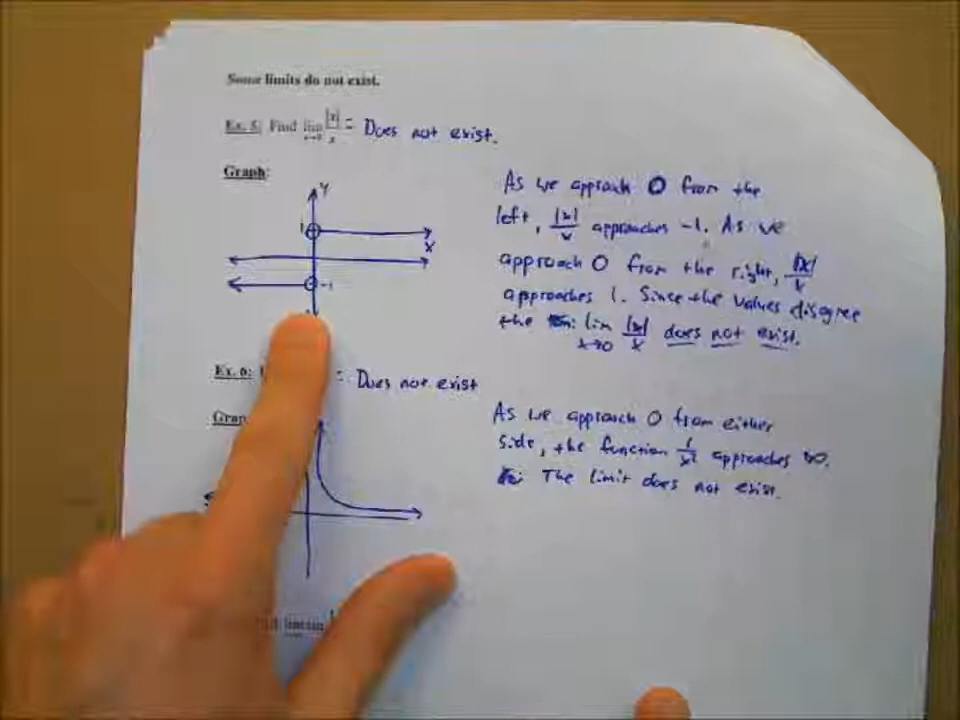 Some limits do not exist.
Ex. 5: Find lim x→0 |x|/x = Does not exist.
Graph:
y
1
x
-1
As we approach 0 from the
left, |x|/x approaches -1. As we
approach 0 from the right, |x|/x
approaches 1. Since the values disagree
the lim x→0 |x|/x does not exist.
Ex. 6: = Does not exist
Grap
As we approach 0 from either
side, the function 1/x² approaches ∞.
The limit does not exist.